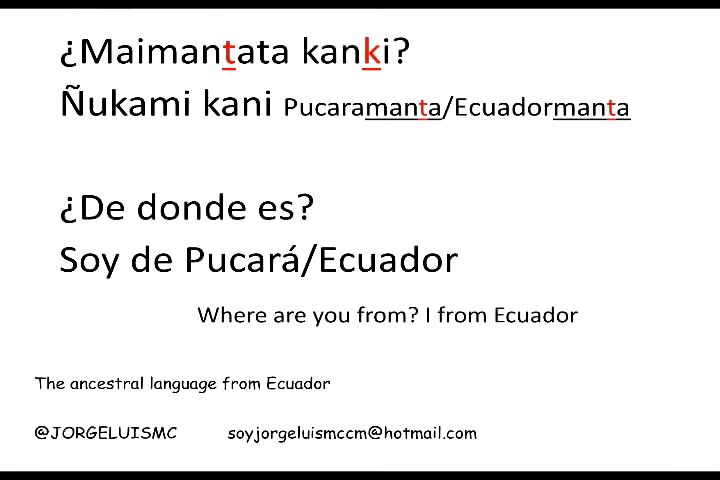 ¿Maimantata kanki?
Ñukami kani Pucaramanta/Ecuadormanta
¿De donde es?
Soy de Pucará/Ecuador
Where are you from? I from Ecuador
The ancestral language from Ecuador
@JORGELUISMC soyjorgeluismccm@hotmail.com